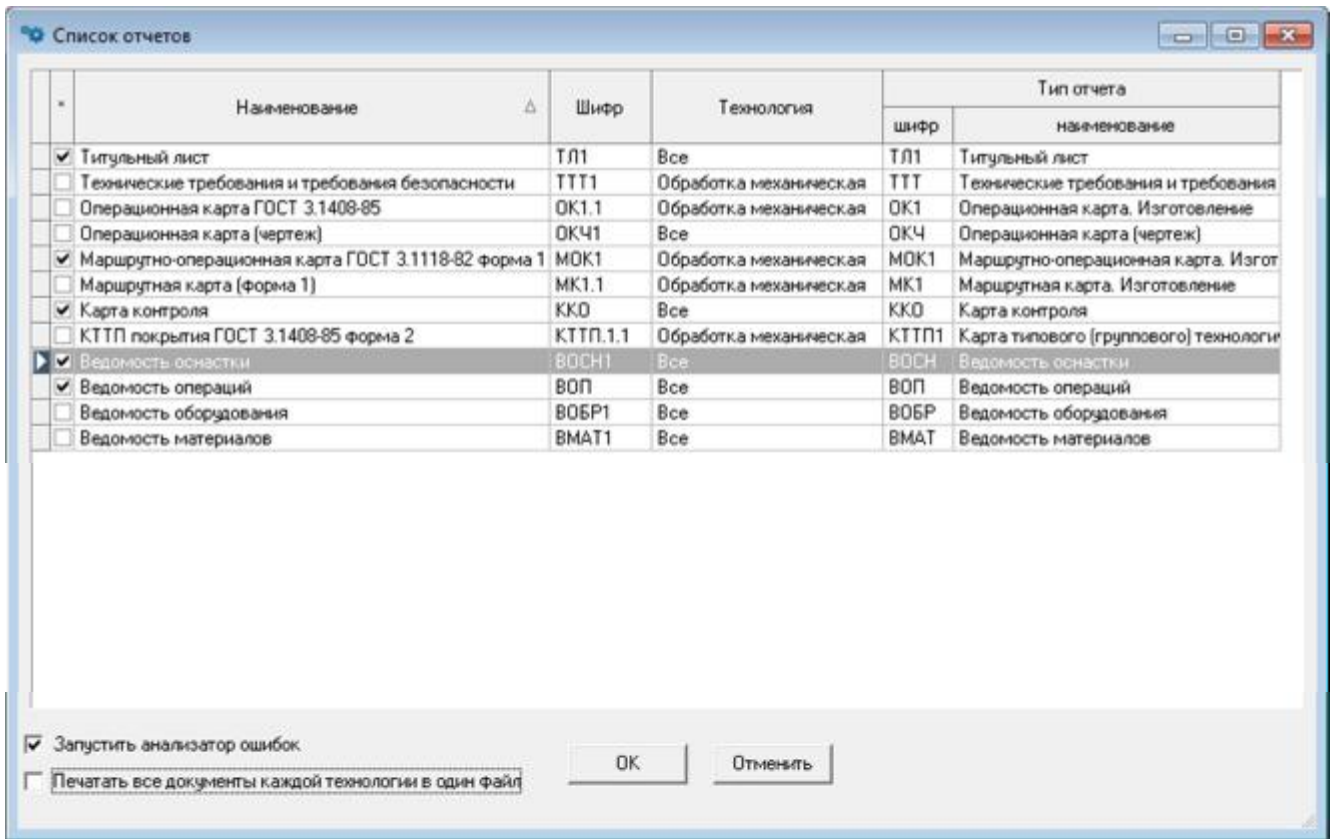 Список отчетов
Тип отчета
* Наименование Шифр Технология
шифр наименование
Титульный лист ТЛ1 Все ТЛ1 Титульный лист
Технические требования и требования безопасности ТТТ1 Обработка механическая ТТТ Технические требования и требования
Операционная карта ГОСТ 3.1408-85 ОК1.1 Обработка механическая ОК1 Операционная карта. Изготовление
Операционная карта (чертеж) ОКЧ1 Все ОКЧ Операционная карта (чертеж)
Маршрутно-операционная карта ГОСТ 3.1118-82 форма 1 МОК1 Обработка механическая МОК1 Маршрутно-операционная карта. Изгот
Маршрутная карта (форма 1) МК1.1 Обработка механическая МК1 Маршрутная карта. Изготовление
Карта контроля ККО Все ККО Карта контроля
КТТП покрытия ГОСТ 3.1408-85 форма 2 КТТП.1.1 Обработка механическая КТТП1 Карта типового (группового) технологи
Ведомость оснастки ВОСН1 Все ВОСН Ведомость оснастки
Ведомость операций ВОП Все ВОП Ведомость операций
Ведомость оборудования ВОБР1 Все ВОБР Ведомость оборудования
Ведомость материалов ВМАТ1 Все ВМАТ Ведомость материалов
Запустить анализатор ошибок
OK Отменить
Печатать все документы каждой технологии в один файл